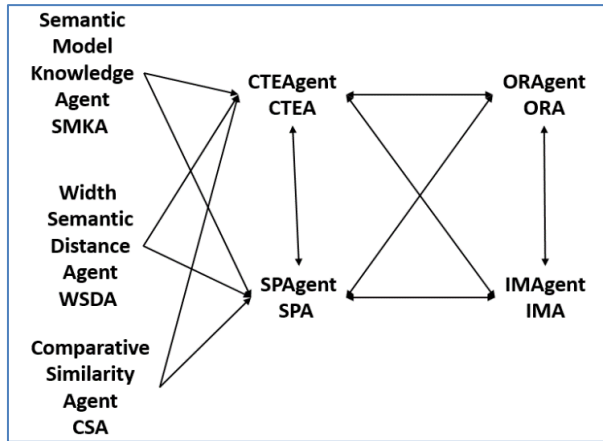 Semantic
Model
Knowledge
Agent
SMKA
Width
Semantic
Distance
Agent
WSDA
Comparative
Similarity
Agent
CSA
CTEAgent
CTEA
SPAgent
SPA
ORAgent
ORA
IMAgent
IMA